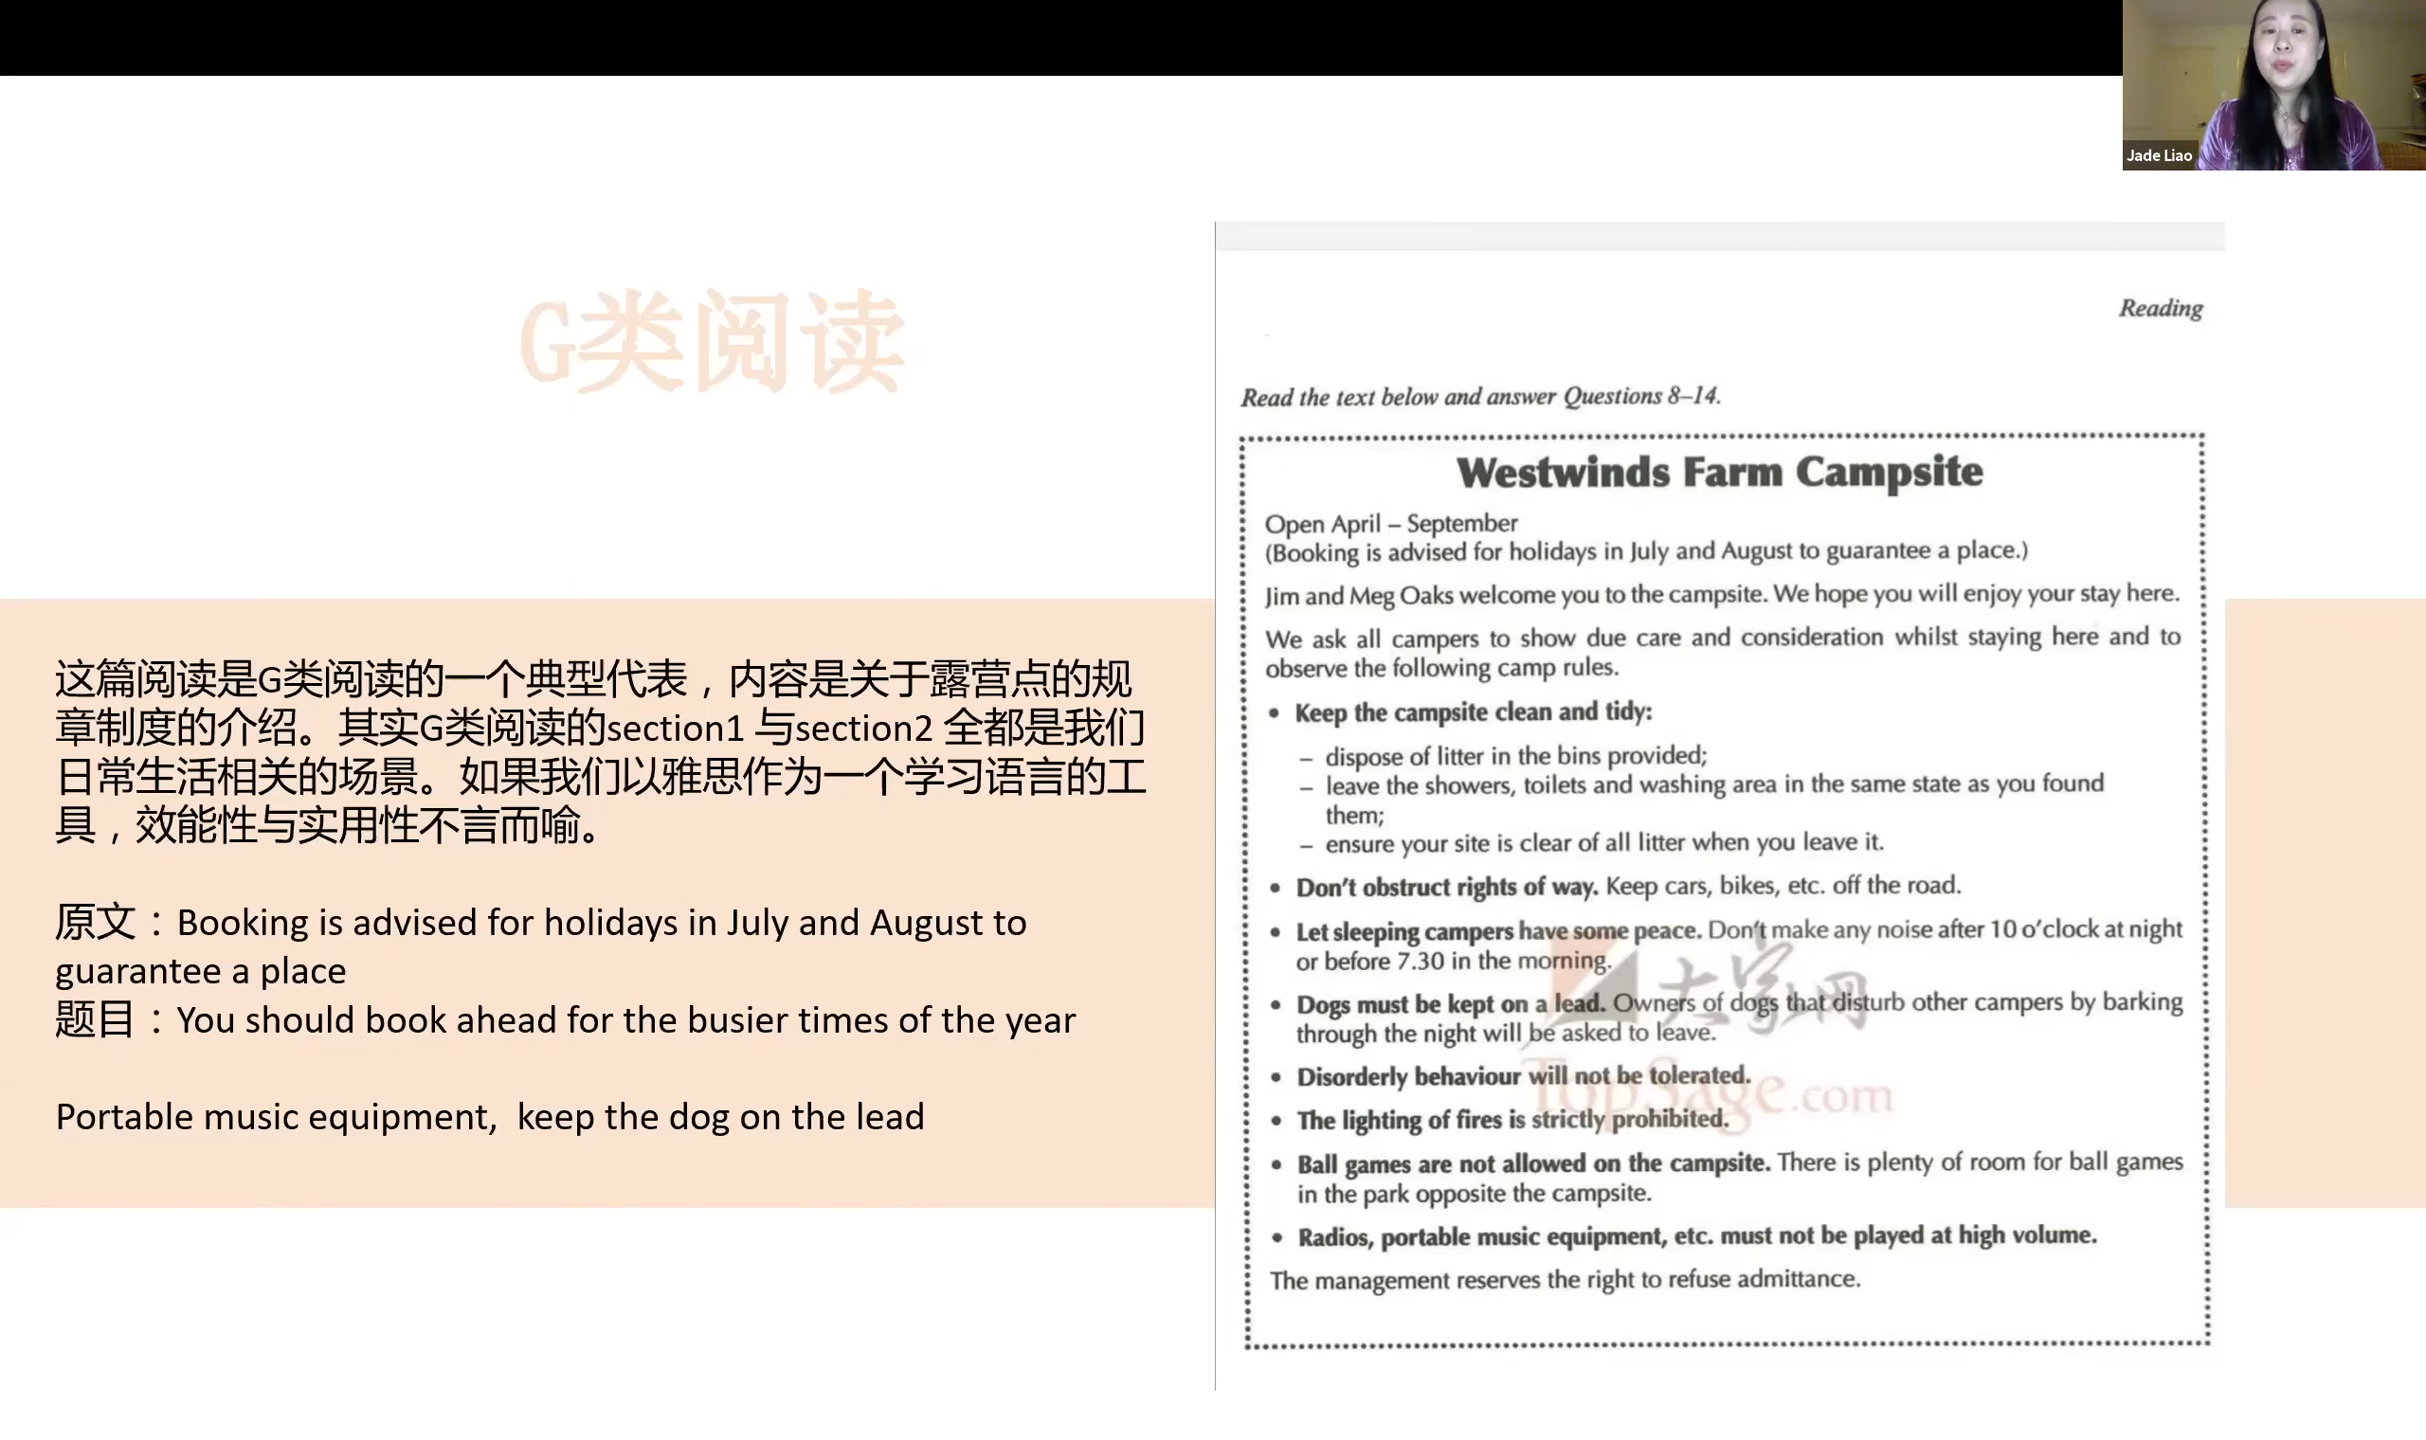 Jade Liao
G类阅读
这篇阅读是G类阅读的一个典型代表，内容是关于露营点的规
章制度的介绍。其实G类阅读的section1 与section2 全都是我们
日常生活相关的场景。如果我们以雅思作为一个学习语言的工
具，效能性与实用性不言而喻。
原文：Booking is advised for holidays in July and August to
guarantee a place
题目：You should book ahead for the busier times of the year
Portable music equipment,  keep the dog on the lead
Reading
Read the text below and answer Questions 8–14.
Westwinds Farm Campsite
Open April – September
(Booking is advised for holidays in July and August to guarantee a place.)
Jim and Meg Oaks welcome you to the campsite. We hope you will enjoy your stay here.
We ask all campers to show due care and consideration whilst staying here and to
observe the following camp rules.
• Keep the campsite clean and tidy:
– dispose of litter in the bins provided;
– leave the showers, toilets and washing area in the same state as you found
them;
– ensure your site is clear of all litter when you leave it.
• Don't obstruct rights of way. Keep cars, bikes, etc. off the road.
• Let sleeping campers have some peace. Don't make any noise after 10 o'clock at night
or before 7.30 in the morning.
• Dogs must be kept on a lead. Owners of dogs that disturb other campers by barking
through the night will be asked to leave.
• Disorderly behaviour will not be tolerated.
• The lighting of fires is strictly prohibited.
• Ball games are not allowed on the campsite. There is plenty of room for ball games
in the park opposite the campsite.
• Radios, portable music equipment, etc. must not be played at high volume.
The management reserves the right to refuse admittance.
大家网
TopSage.com